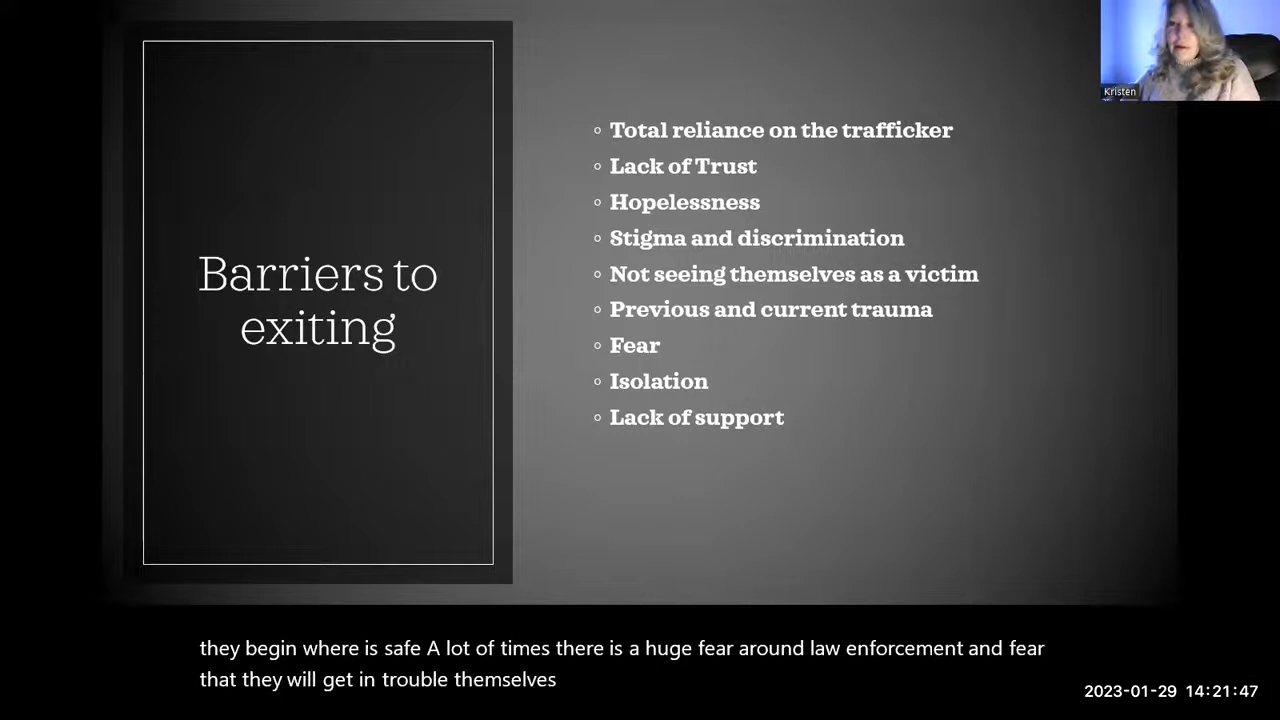 Barriers to
exiting
Total reliance on the trafficker
Lack of Trust
Hopelessness
Stigma and discrimination
Not seeing themselves as a victim
Previous and current trauma
Fear
Isolation
Lack of support
Kristen
they begin where is safe A lot of times there is a huge fear around law enforcement and fear
that they will get in trouble themselves
2023-01-29 14:21:47